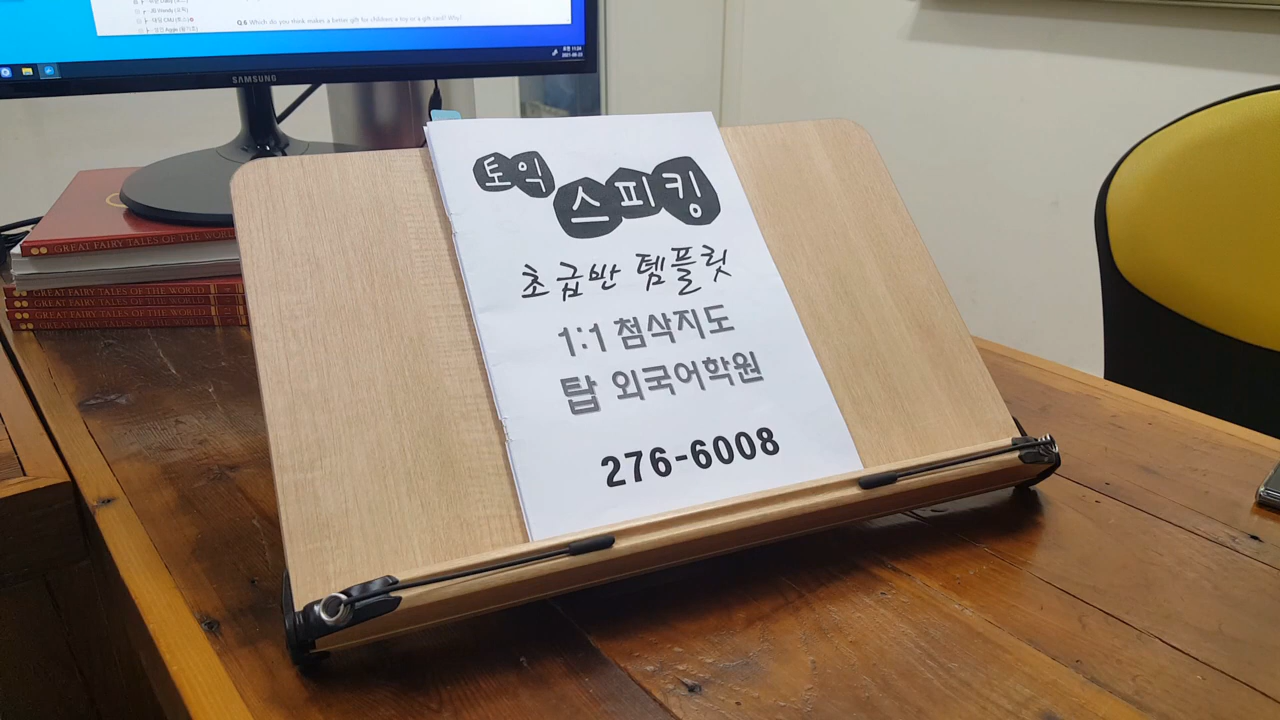 Q.6 Which do you think makes a better gift for children: a toy or a gift card? Why?
SAMSUNG
GREAT FAIRY TALES OF THE WORLD
GREAT FAIRY TALES OF THE WORLD
GREAT FAIRY TALES OF THE WORLD
GREAT FAIRY TALES OF THE WORLD
토익
스피킹
초급반 템플릿
1:1 첨삭지도
탑 외국어학원
276-6008